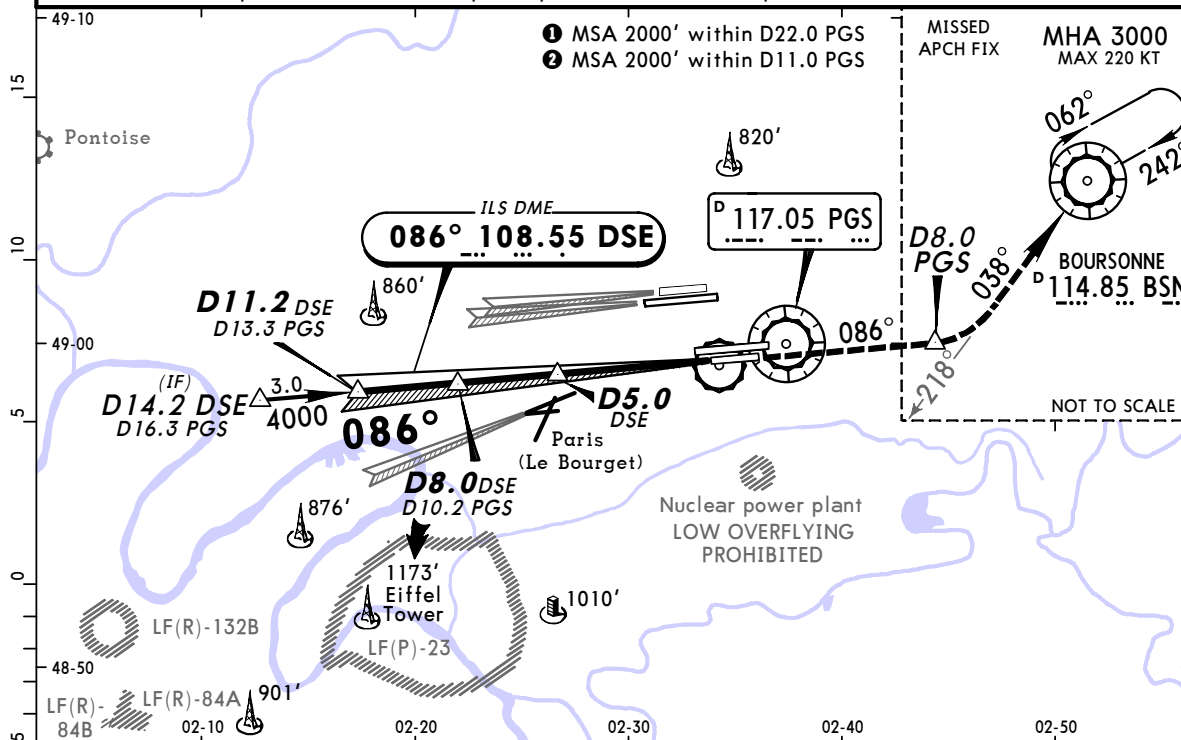 49-10
❶ MSA 2000' within D22.0 PGS
❷ MSA 2000' within D11.0 PGS
MISSED
APCH FIX
MHA 3000
MAX 220 KT
062°
242°
15
Pontoise
820'
ILS DME
086° 108.55 DSE
D 117.05 PGS
D8.0
PGS
038°
BOURSONNE
D 114.85 BSN
10
860'
D11.2 DSE
D13.3 PGS
49-00
086°
218°
(IF)
D14.2 DSE
D16.3 PGS
3.0
4000
086°
D5.0
DSE
NOT TO SCALE
5
Paris
(Le Bourget)
D8.0 DSE
D10.2 PGS
876'
Nuclear power plant
LOW OVERFLYING
PROHIBITED
0
1173'
Eiffel
Tower
1010'
LF(R)-132B
LF(P)-23
48-50
LF(R)-84A
901'
LF(R)-
84B
02-10
02-20
02-30
02-40
02-50